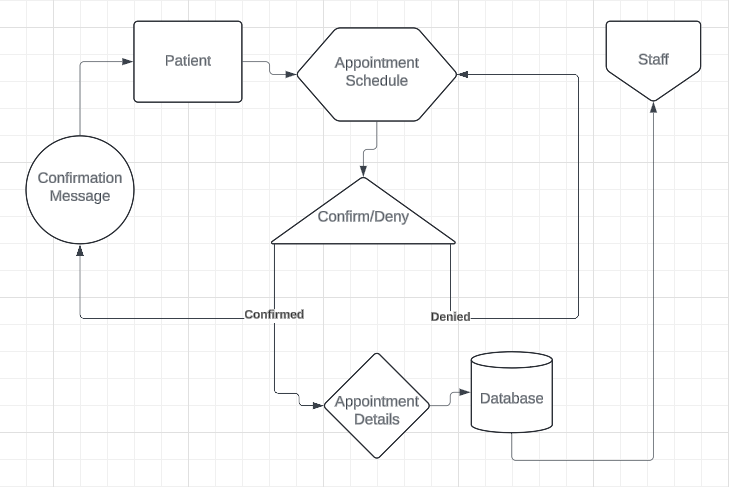 Patient
Appointment
Schedule
Staff
Confirmation
Message
Confirm/Deny
Confirmed
Denied
Appointment
Details
Database